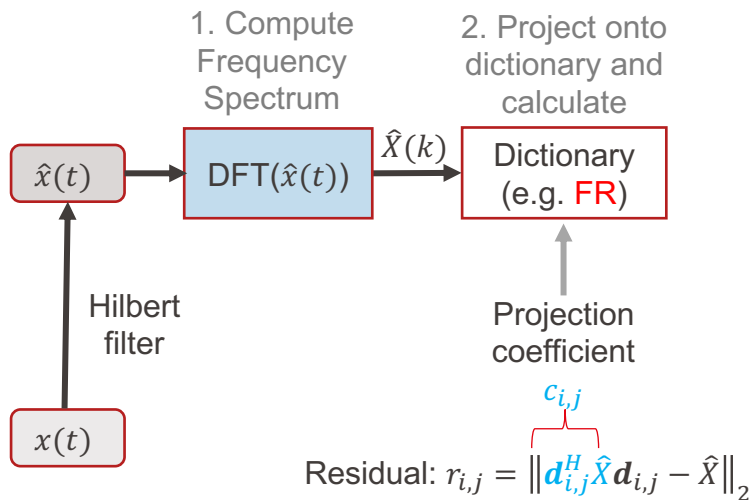 1. Compute
Frequency
Spectrum
2. Project onto
dictionary and
calculate
x̂(t)
DFT(x̂(t))
X̂(k)
Dictionary
(e.g. FR)
Hilbert
filter
Projection
coefficient
c_{i,j}
x(t)
Residual: r_{i,j} = ‖d_{i,j}^H X̂ d_{i,j} − X̂‖_2